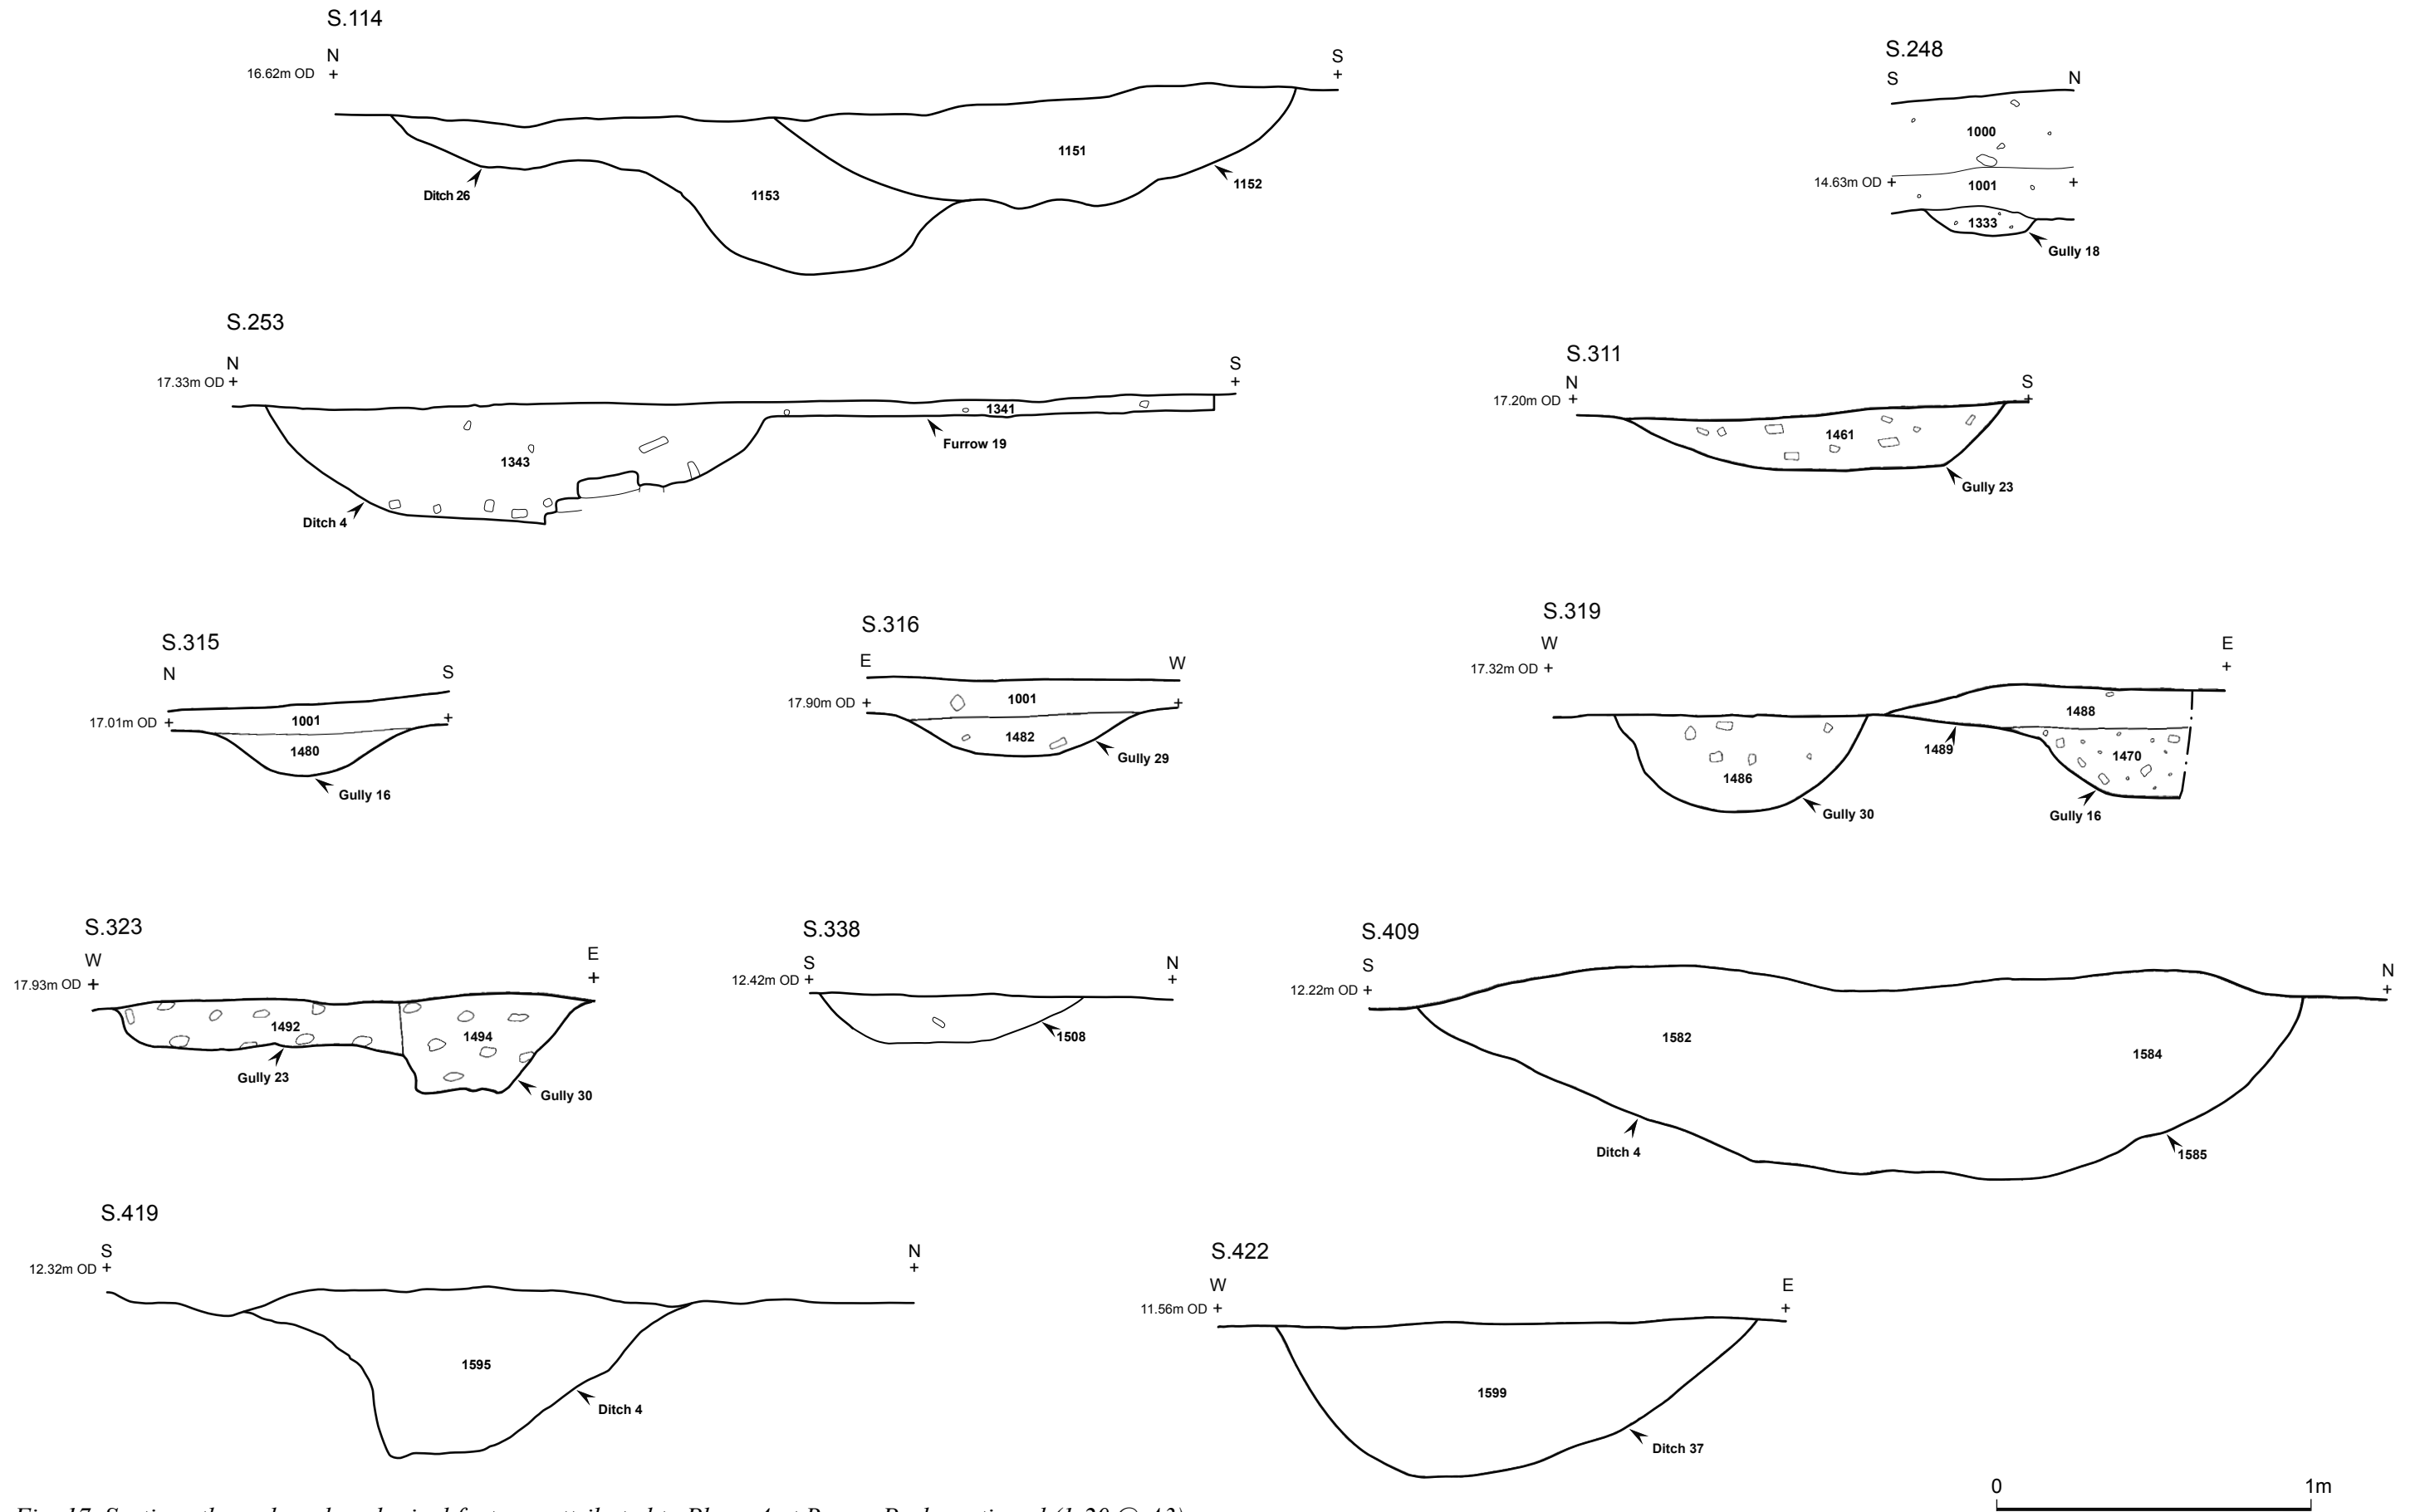 S.114
N
S
16.62m OD
1151
1153
Ditch 26
1152
S.248
S
N
1000
14.63m OD
1001
1333
Gully 18
S.253
N
S
17.33m OD
1341
1343
Furrow 19
Ditch 4
S.311
N
S
17.20m OD
1461
Gully 23
S.315
N
S
17.01m OD
1001
1480
Gully 16
S.316
E
W
17.90m OD
1001
1482
Gully 29
S.319
W
E
17.32m OD
1488
1489
1470
1486
Gully 30
Gully 16
S.323
W
E
17.93m OD
1492
1494
Gully 23
Gully 30
S.338
S
N
12.42m OD
1508
S.409
S
N
12.22m OD
1582
1584
Ditch 4
1585
S.419
S
N
12.32m OD
1595
Ditch 4
S.422
W
E
11.56m OD
1599
Ditch 37
0
1m